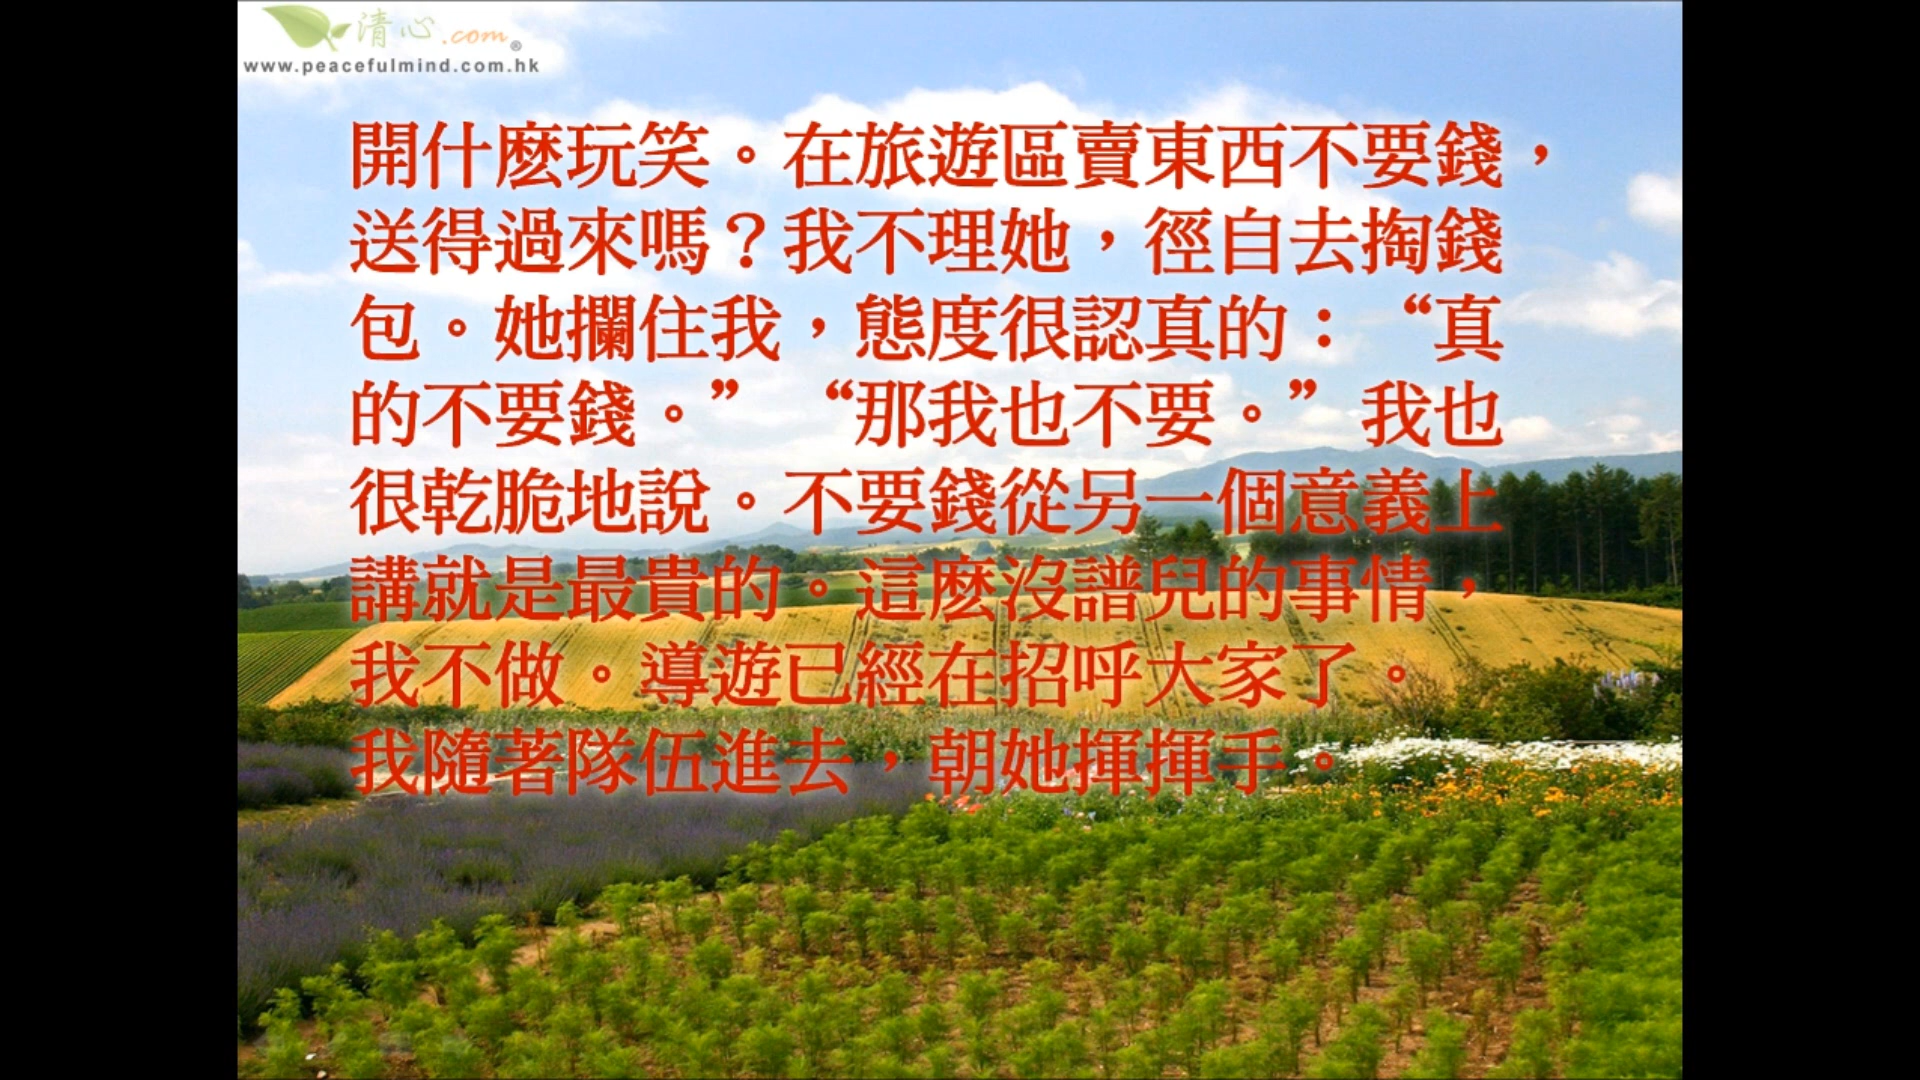 清心.com®
www.peacefulmind.com.hk
開什麽玩笑。在旅遊區賣東西不要錢，
送得過來嗎？我不理她，徑自去掏錢
包。她攔住我，態度很認真的：“真
的不要錢。”“那我也不要。”我也
很乾脆地說。不要錢從另一個意義上
講就是最貴的。這麽沒譜兒的事情，
我不做。導遊已經在招呼大家了。
我隨著隊伍進去，朝她揮揮手。